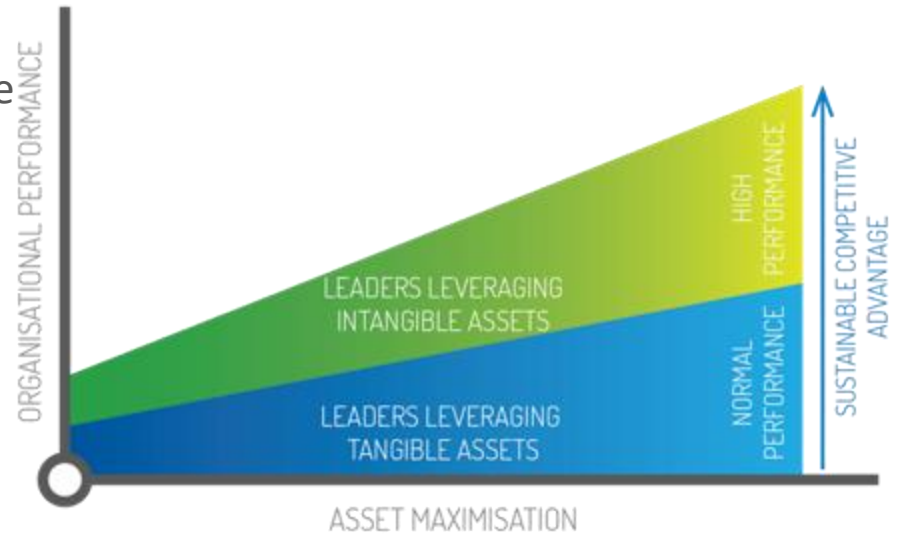 e
ORGANISATIONAL PERFORMANCE
LEADERS LEVERAGING
INTANGIBLE ASSETS
HIGH
PERFORMANCE
LEADERS LEVERAGING
TANGIBLE ASSETS
NORMAL
PERFORMANCE
SUSTAINABLE COMPETITIVE
ADVANTAGE
ASSET MAXIMISATION